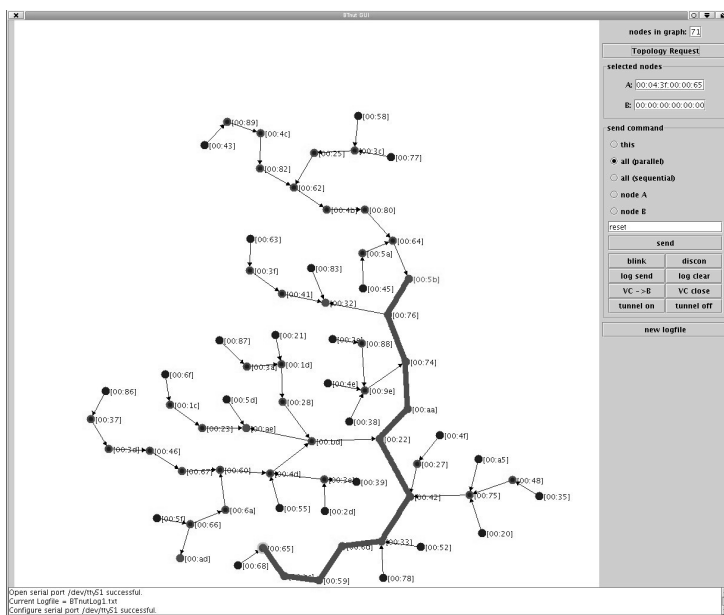 BTnut GUI
nodes in graph: 71
Topology Request
selected nodes
A: 00:04:3f:00:00:65
B: 00:00:00:00:00:00
send command
this
all (parallel)
all (sequential)
node A
node B
reset
send
blink discon
log send log clear
VC ->B VC close
tunnel on tunnel off
new logfile
[00:58]
[00:89]
[00:4c]
[00:43]
[00:25]
[00:3c]
[00:77]
[00:82]
[00:62]
[00:4b]
[00:80]
[00:63]
[00:64]
[00:5a]
[00:3f]
[00:83]
[00:5b]
[00:41]
[00:45]
[00:32]
[00:76]
[00:21]
[00:87]
[00:88]
[00:1d]
[00:74]
[00:6f]
[00:4e]
[00:9e]
[00:86]
[00:5d]
[00:28]
[00:1c]
[00:aa]
[00:37]
[00:38]
[00:23]
[00:ae]
[00:4f]
[00:bd]
[00:22]
[00:3d]
[00:46]
[00:a5]
[00:27]
[00:67]
[00:60]
[00:4d]
[00:39]
[00:48]
[00:42]
[00:75]
[00:35]
[00:6a]
[00:55]
[00:2d]
[00:5f]
[00:66]
[00:20]
[00:33]
[00:65]
[00:52]
[00:ad]
[00:68]
[00:59]
[00:78]
Open serial port /dev/ttyS1 successful.
Current Logfile = BTnutLog1.txt
Configure serial port /dev/ttyS1 successful.